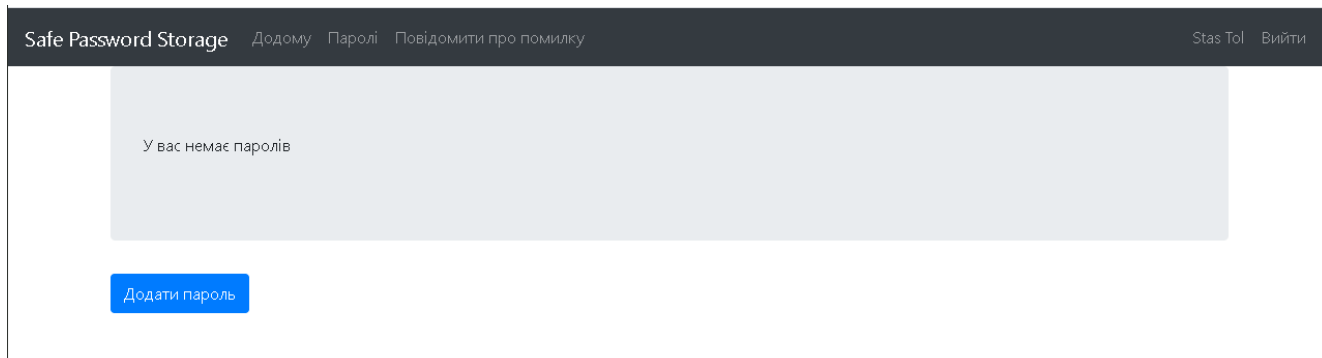 Safe Password Storage Додому Паролі Повідомити про помилку Stas Tol Вийти
У вас немає паролів
Додати пароль